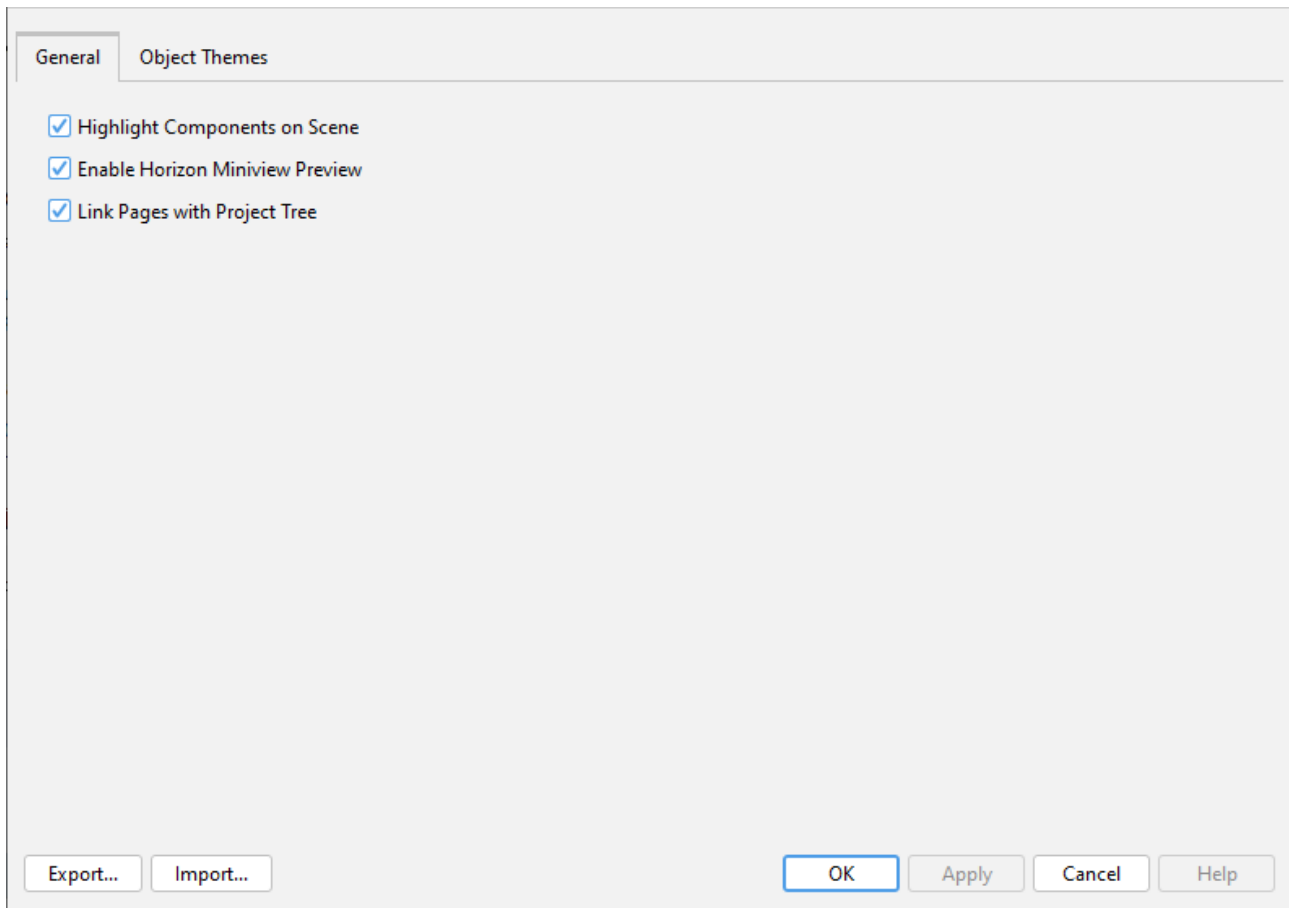 General Object Themes
Highlight Components on Scene
Enable Horizon Miniview Preview
Link Pages with Project Tree
Export... Import... OK Apply Cancel Help